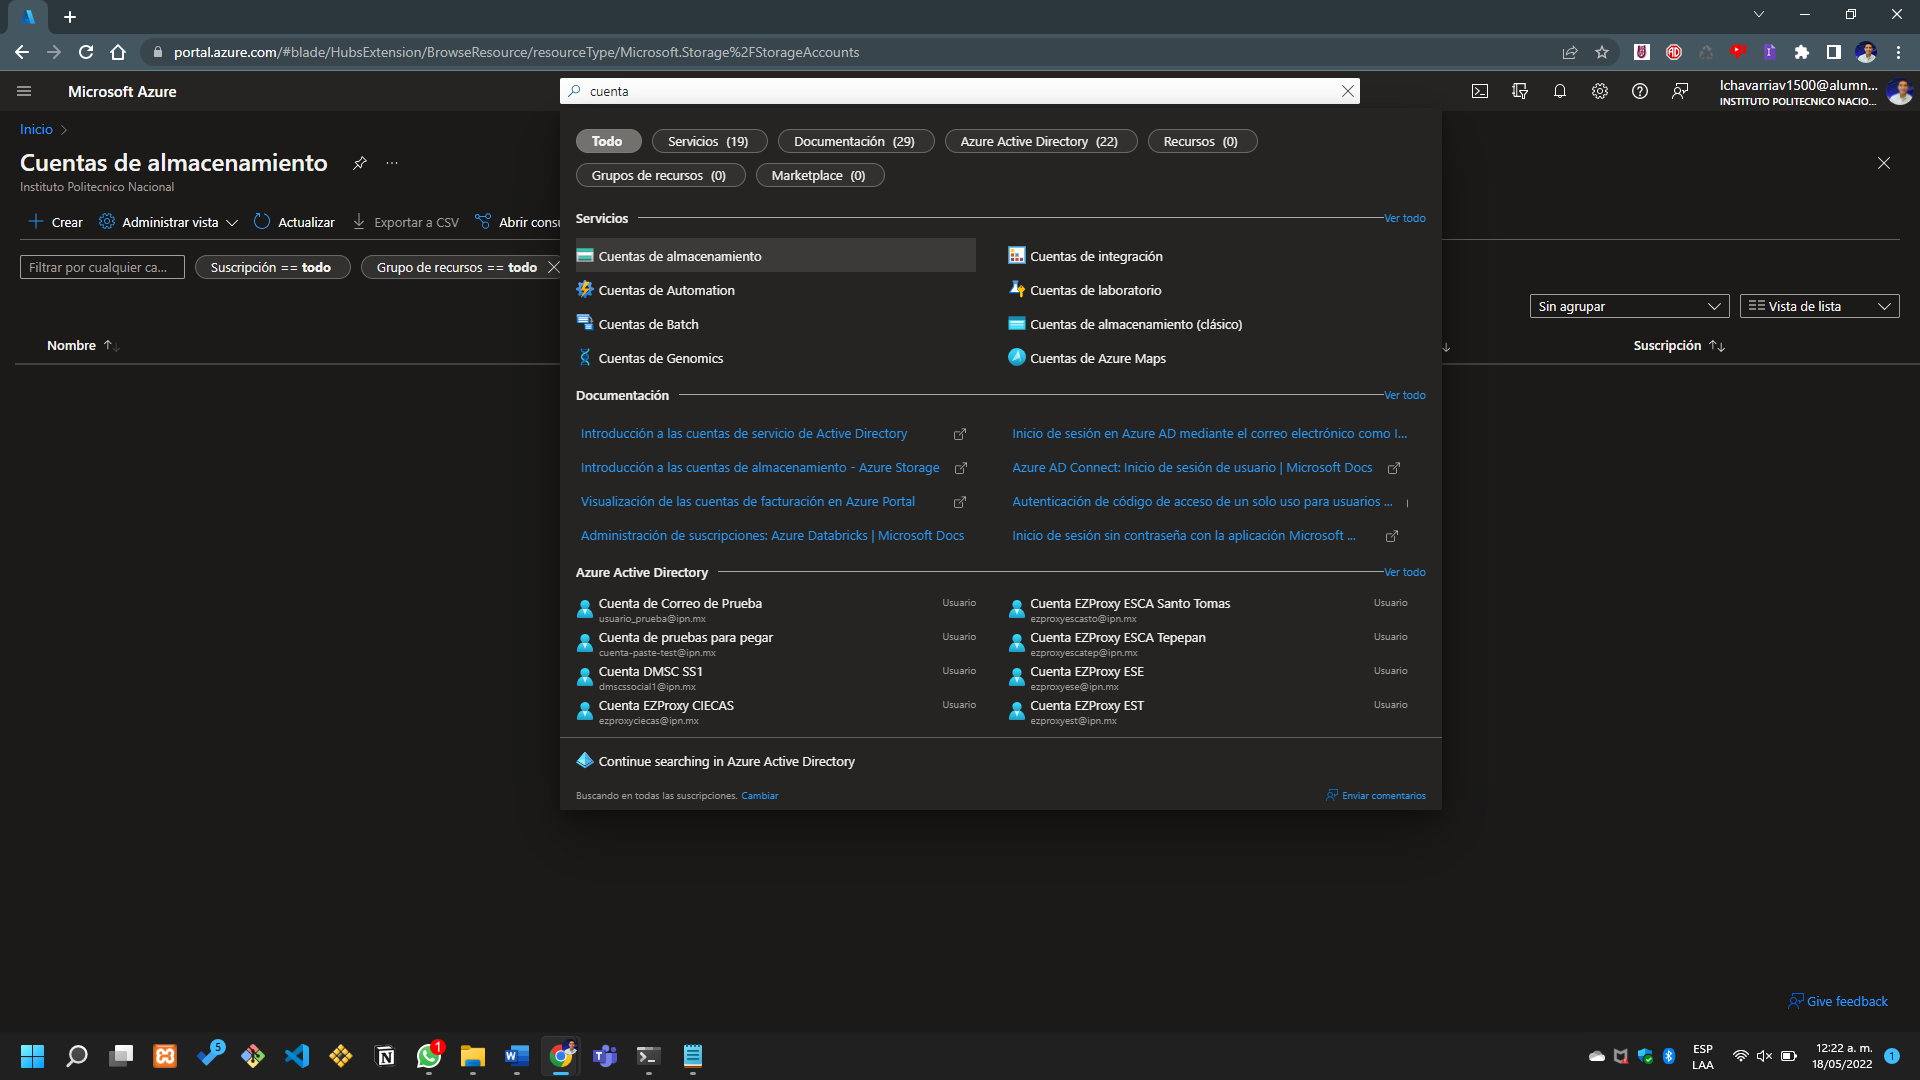 portal.azure.com/#blade/HubsExtension/BrowseResource/resourceType/Microsoft.Storage%2FStorageAccounts
Microsoft Azure
cuenta
lchavarriav1500@alumn...
INSTITUTO POLITECNICO NACIO...
Inicio
Cuentas de almacenamiento
Instituto Politecnico Nacional
Crear
Administrar vista
Actualizar
Exportar a CSV
Abrir consu
Filtrar por cualquier ca...
Suscripción == todo
Grupo de recursos == todo
Sin agrupar
Vista de lista
Nombre
Suscripción
Todo
Servicios (19)
Documentación (29)
Azure Active Directory (22)
Recursos (0)
Grupos de recursos (0)
Marketplace (0)
Servicios
Ver todo
Cuentas de almacenamiento
Cuentas de integración
Cuentas de Automation
Cuentas de laboratorio
Cuentas de Batch
Cuentas de almacenamiento (clásico)
Cuentas de Genomics
Cuentas de Azure Maps
Documentación
Ver todo
Introducción a las cuentas de servicio de Active Directory
Inicio de sesión en Azure AD mediante el correo electrónico como I...
Introducción a las cuentas de almacenamiento - Azure Storage
Azure AD Connect: Inicio de sesión de usuario | Microsoft Docs
Visualización de las cuentas de facturación en Azure Portal
Autenticación de código de acceso de un solo uso para usuarios ...
Administración de suscripciones: Azure Databricks | Microsoft Docs
Inicio de sesión sin contraseña con la aplicación Microsoft ...
Azure Active Directory
Ver todo
Cuenta de Correo de Prueba
Usuario
usuario_prueba@ipn.mx
Cuenta EZProxy ESCA Santo Tomas
Usuario
ezproxyescasto@ipn.mx
Cuenta de pruebas para pegar
Usuario
cuenta-paste-test@ipn.mx
Cuenta EZProxy ESCA Tepepan
Usuario
ezproxyescatep@ipn.mx
Cuenta DMSC SS1
Usuario
dmscssocial1@ipn.mx
Cuenta EZProxy ESE
Usuario
ezproxyese@ipn.mx
Cuenta EZProxy CIECAS
Usuario
ezproxyciecas@ipn.mx
Cuenta EZProxy EST
Usuario
ezproxyest@ipn.mx
Continue searching in Azure Active Directory
Buscando en todas las suscripciones. Cambiar
Enviar comentarios
Give feedback
5
1
ESP
LAA
12:22 a. m.
18/05/2022
1